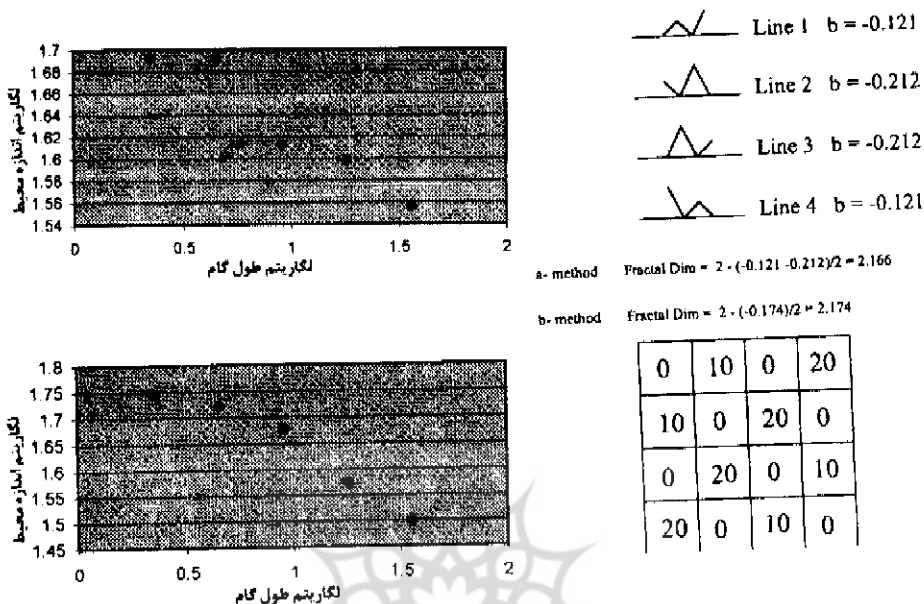 1.7
1.68
1.66
1.64
1.62
1.6
1.58
1.56
1.54
0 0.5 1 1.5 2
لگاریتم اندازه محیط
لگاریتم طول گام
Line 1 b = -0.121
Line 2 b = -0.212
Line 3 b = -0.212
Line 4 b = -0.121
a- method Fractal Dim = 2 - (-0.121 -0.212)/2 = 2.166
b- method Fractal Dim = 2 - (-0.174)/2 = 2.174
1.8
1.75
1.7
1.65
1.6
1.55
1.5
1.45
0 0.5 1 1.5 2
لگاریتم اندازه محیط
لگاریتم طول گام
0 10 0 20
10 0 20 0
0 20 0 10
20 0 10 0